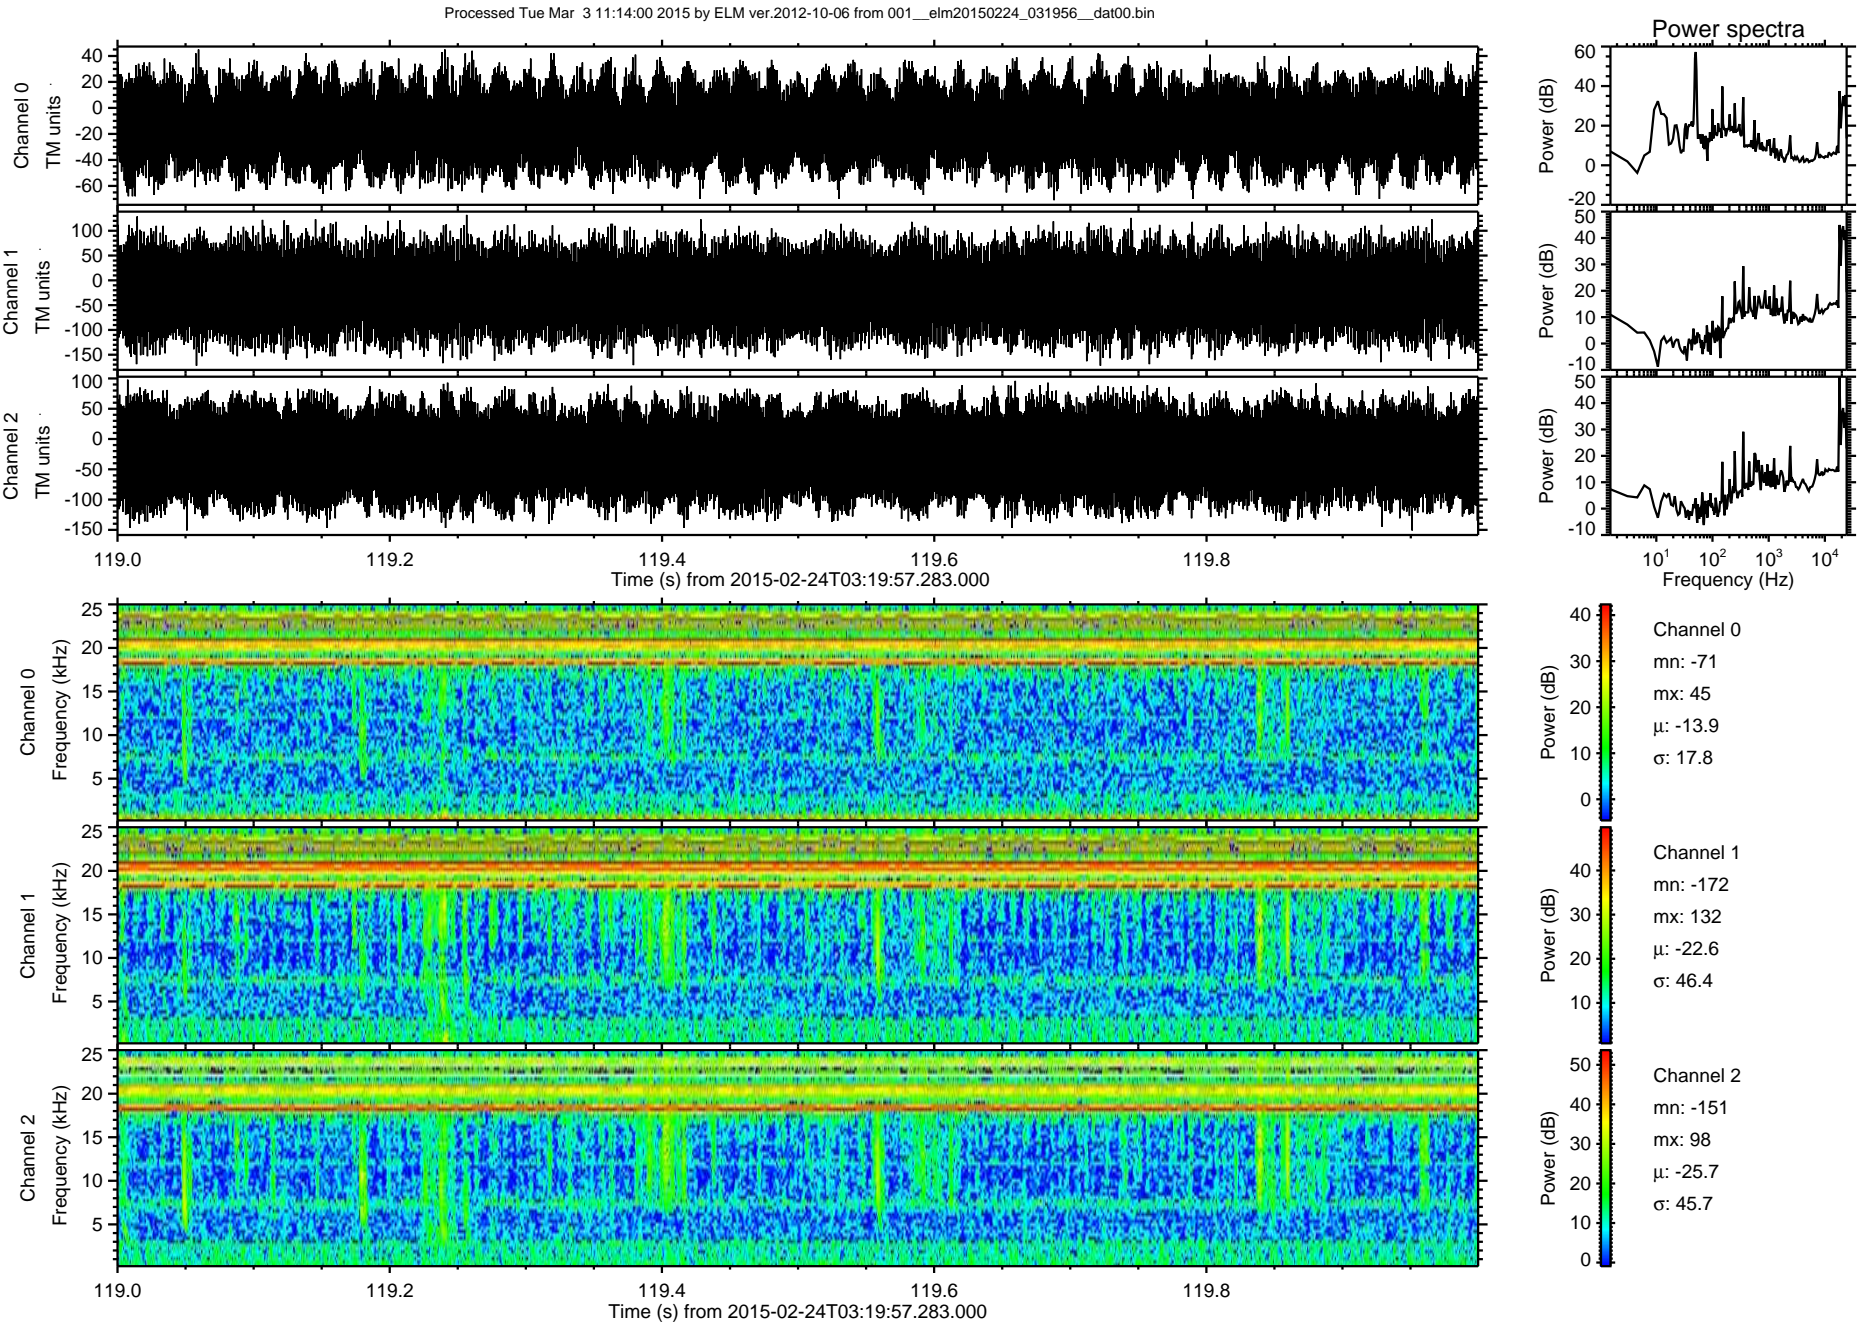 Processed Tue Mar 3 11:14:00 2015 by ELM ver.2012-10-06 from 001__elm20150224_031956__dat00.bin
Power spectra
Channel 0
TM units
40
20
0
-20
-40
-60
Power (dB)
60
40
20
0
-20
Channel 1
TM units
100
50
0
-50
-100
-150
Power (dB)
50
40
30
20
10
0
-10
Channel 2
TM units
100
50
0
-50
-100
-150
Power (dB)
50
40
30
20
10
0
-10
119.0 119.2 119.4 119.6 119.8
Time (s) from 2015-02-24T03:19:57.283.000
10¹ 10² 10³ 10⁴
Frequency (Hz)
Channel 0
Frequency (kHz)
25
20
15
10
5
Power (dB)
40
30
20
10
0
Channel 0
mn: -71
mx: 45
μ: -13.9
σ: 17.8
Channel 1
Frequency (kHz)
25
20
15
10
5
Power (dB)
40
30
20
10
Channel 1
mn: -172
mx: 132
μ: -22.6
σ: 46.4
Channel 2
Frequency (kHz)
25
20
15
10
5
Power (dB)
50
40
30
20
10
0
Channel 2
mn: -151
mx: 98
μ: -25.7
σ: 45.7
119.0 119.2 119.4 119.6 119.8
Time (s) from 2015-02-24T03:19:57.283.000